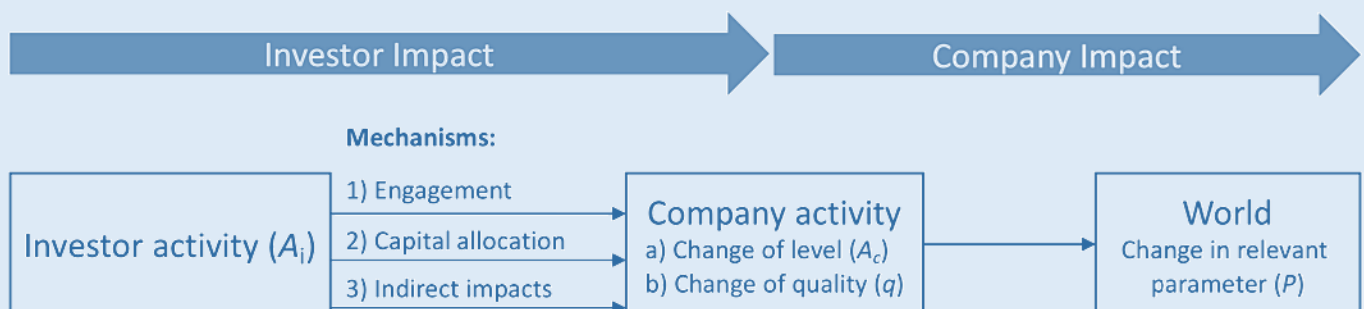 Investor Impact
Company Impact
Mechanisms:
Investor activity (Ai)
1) Engagement
2) Capital allocation
3) Indirect impacts
Company activity
a) Change of level (Ac)
b) Change of quality (q)
World
Change in relevant
parameter (P)